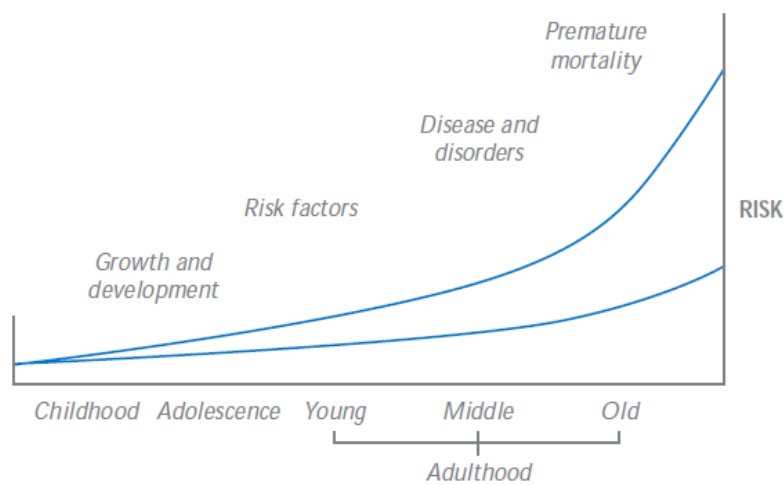 Premature
mortality
Disease and
disorders
Risk factors
RISK
Growth and
development
Childhood Adolescence Young Middle Old
Adulthood